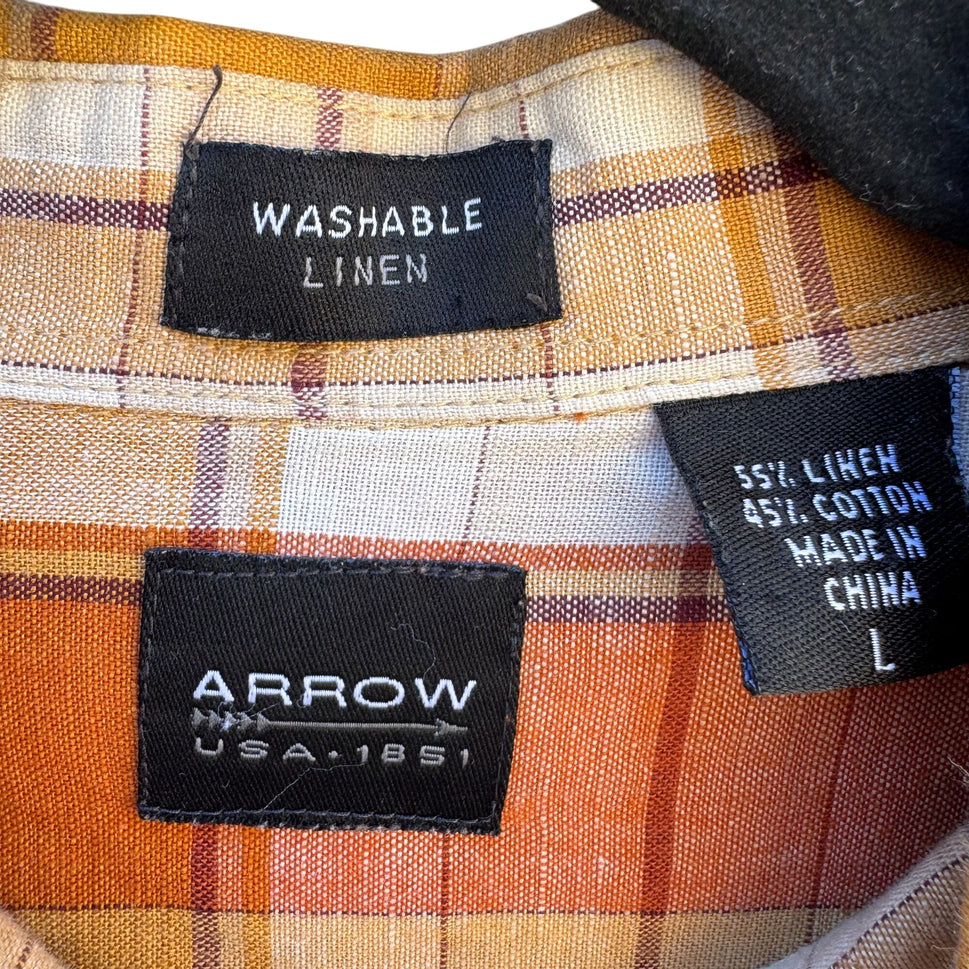 WASHABLE
LINEN
55% LINEN
45% COTTON
MADE IN
CHINA
L
ARROW
USA • 1851